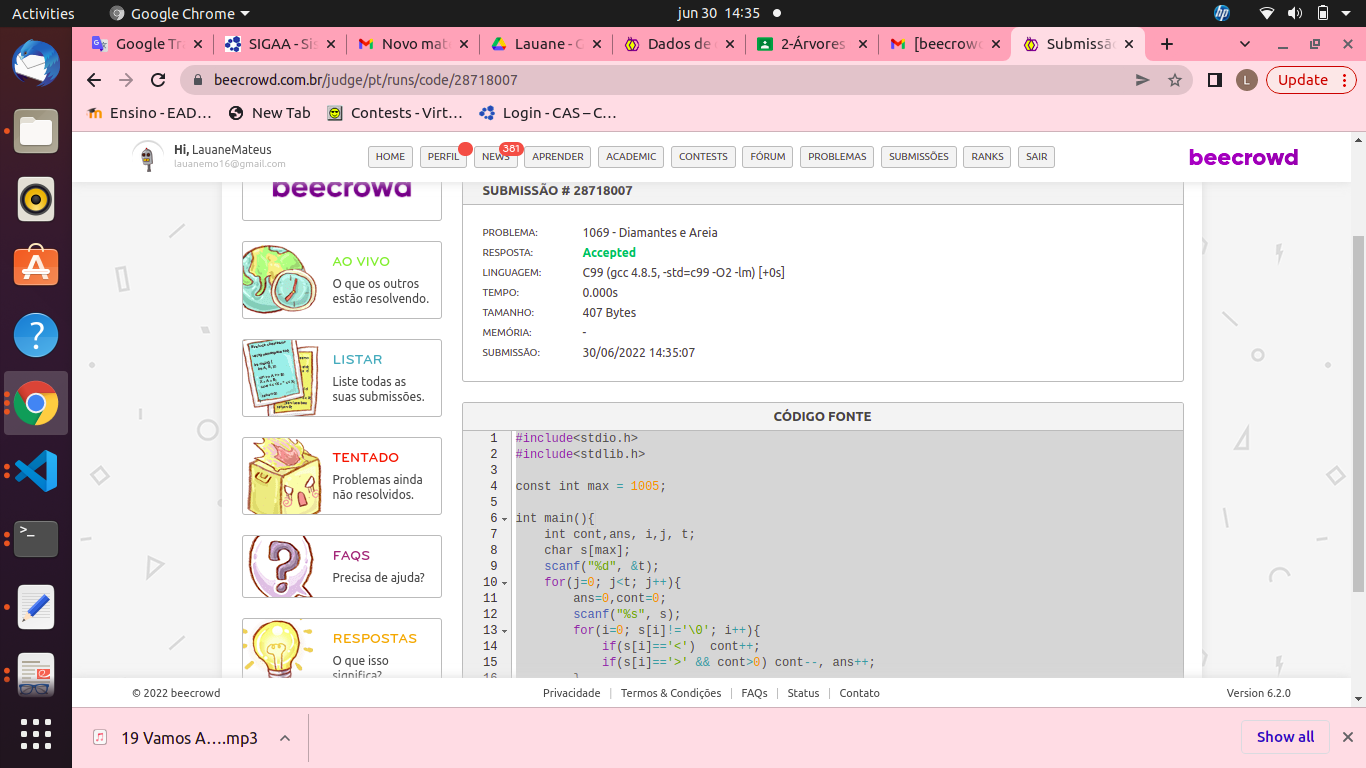 Activities
Google Chrome
jun 30 14:35
Google Tr
SIGAA - Sis
Novo mat
Lauane - G
Dados de
2-Árvores
[beecrowd
Submissão
beecrowd.com.br/judge/pt/runs/code/28718007
L
Update
Ensino - EAD…
New Tab
Contests - Virt…
Login - CAS – C…
Hi, LauaneMateus
lauanemo16@gmail.com
HOME
PERFIL
NEWS
381
APRENDER
ACADEMIC
CONTESTS
FÓRUM
PROBLEMAS
SUBMISSÕES
RANKS
SAIR
beecrowd
beecrowd
AO VIVO
O que os outros
estão resolvendo.
LISTAR
Liste todas as
suas submissões.
TENTADO
Problemas ainda
não resolvidos.
FAQS
Precisa de ajuda?
RESPOSTAS
O que isso
significa?
SUBMISSÃO # 28718007
PROBLEMA: 1069 - Diamantes e Areia
RESPOSTA: Accepted
LINGUAGEM: C99 (gcc 4.8.5, -std=c99 -O2 -lm) [+0s]
TEMPO: 0.000s
TAMANHO: 407 Bytes
MEMÓRIA: -
SUBMISSÃO: 30/06/2022 14:35:07
CÓDIGO FONTE
1 #include<stdio.h>
2 #include<stdlib.h>
3
4 const int max = 1005;
5
6 int main(){
7 int cont,ans, i,j, t;
8 char s[max];
9 scanf("%d", &t);
10 for(j=0; j<t; j++){
11 ans=0,cont=0;
12 scanf("%s", s);
13 for(i=0; s[i]!='\0'; i++){
14 if(s[i]=='<')  cont++;
15 if(s[i]=='>' && cont>0) cont--, ans++;
16 }
© 2022 beecrowd
Privacidade | Termos & Condições | FAQs | Status | Contato
Version 6.2.0
19 Vamos A….mp3
Show all